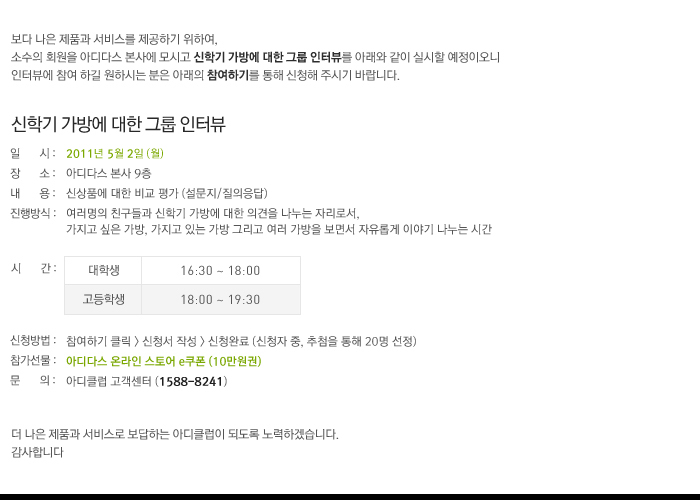 보다 나은 제품과 서비스를 제공하기 위하여,
소수의 회원을 아디다스 본사에 모시고 신학기 가방에 대한 그룹 인터뷰를 아래와 같이 실시할 예정이오니
인터뷰에 참여 하길 원하시는 분은 아래의 참여하기를 통해 신청해 주시기 바랍니다.
신학기 가방에 대한 그룹 인터뷰
일 시 : 2011년 5월 2일 (월)
장 소 : 아디다스 본사 9층
내 용 : 신상품에 대한 비교 평가 (설문지/질의응답)
진행방식 : 여러명의 친구들과 신학기 가방에 대한 의견을 나누는 자리로서,
가지고 싶은 가방, 가지고 있는 가방 그리고 여러 가방을 보면서 자유롭게 이야기 나누는 시간
시 간 : 대학생 16:30 ~ 18:00
고등학생 18:00 ~ 19:30
신청방법 : 참여하기 클릭 > 신청서 작성 > 신청완료 (신청자 중, 추첨을 통해 20명 선정)
참가선물 : 아디다스 온라인 스토어 e쿠폰 (10만원권)
문 의 : 아디클럽 고객센터 (1588-8241)
더 나은 제품과 서비스로 보답하는 아디클럽이 되도록 노력하겠습니다.
감사합니다